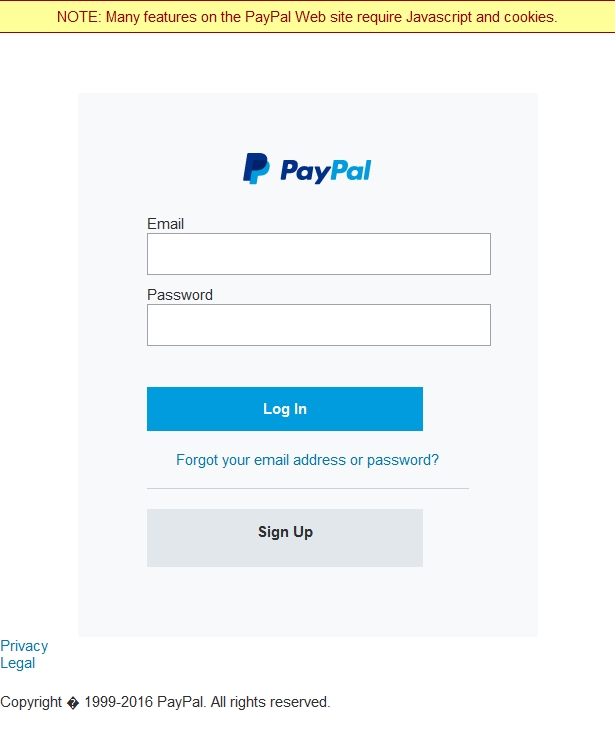 NOTE: Many features on the PayPal Web site require Javascript and cookies.
PayPal
Email
Password
Log In
Forgot your email address or password?
Sign Up
Privacy
Legal
Copyright � 1999-2016 PayPal. All rights reserved.